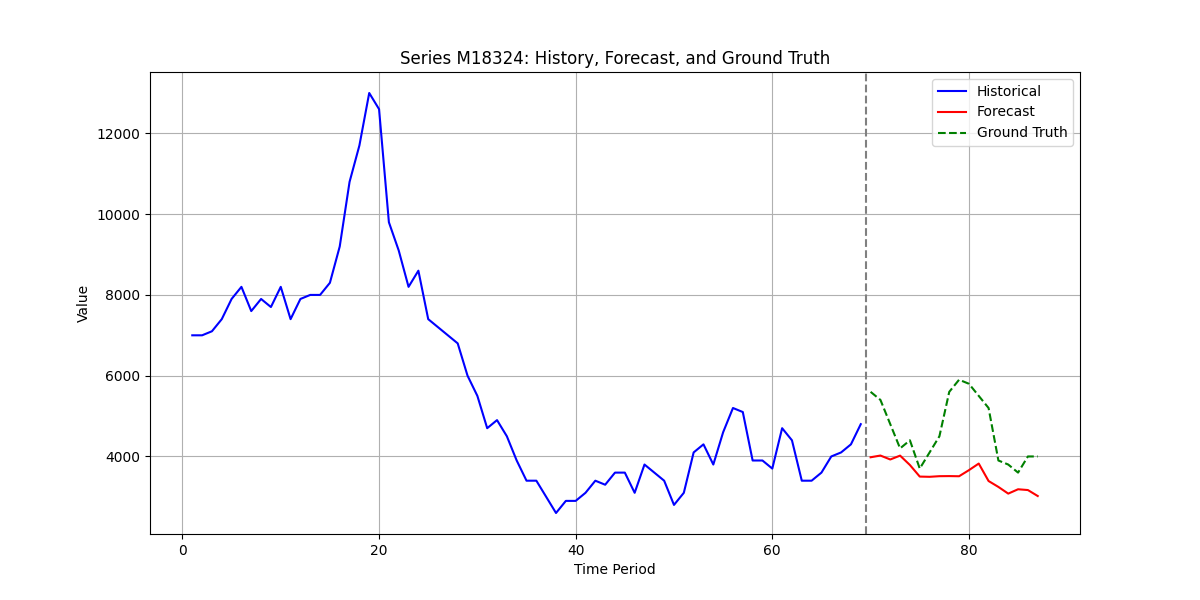 Series M18324: History, Forecast, and Ground Truth
Historical
Forecast
Ground Truth
12000
10000
8000
6000
4000
Value
0
20
40
60
80
Time Period